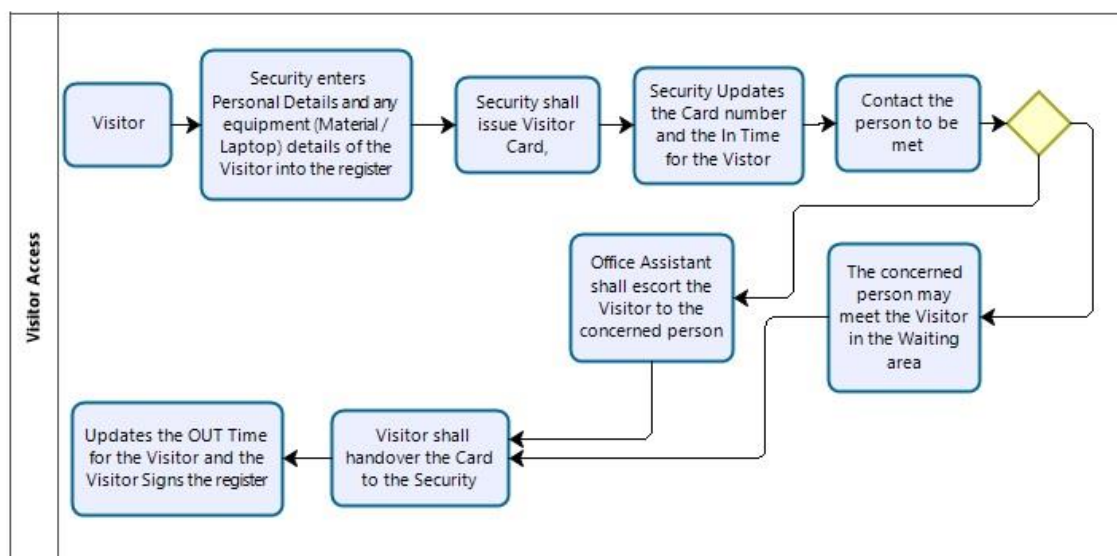 Visitor Access
Visitor
Security enters
Personal Details and any
equipment (Material /
Laptop) details of the
Visitor into the register
Security shall
issue Visitor
Card,
Security Updates
the Card number
and the In Time
for the Vistor
Contact the
person to be
met
Office Assistant
shall escort the
Visitor to the
concerned person
The concerned
person may
meet the Visitor
in the Waiting
area
Updates the OUT Time
for the Visitor and the
Visitor Signs the register
Visitor shall
handover the Card
to the Security